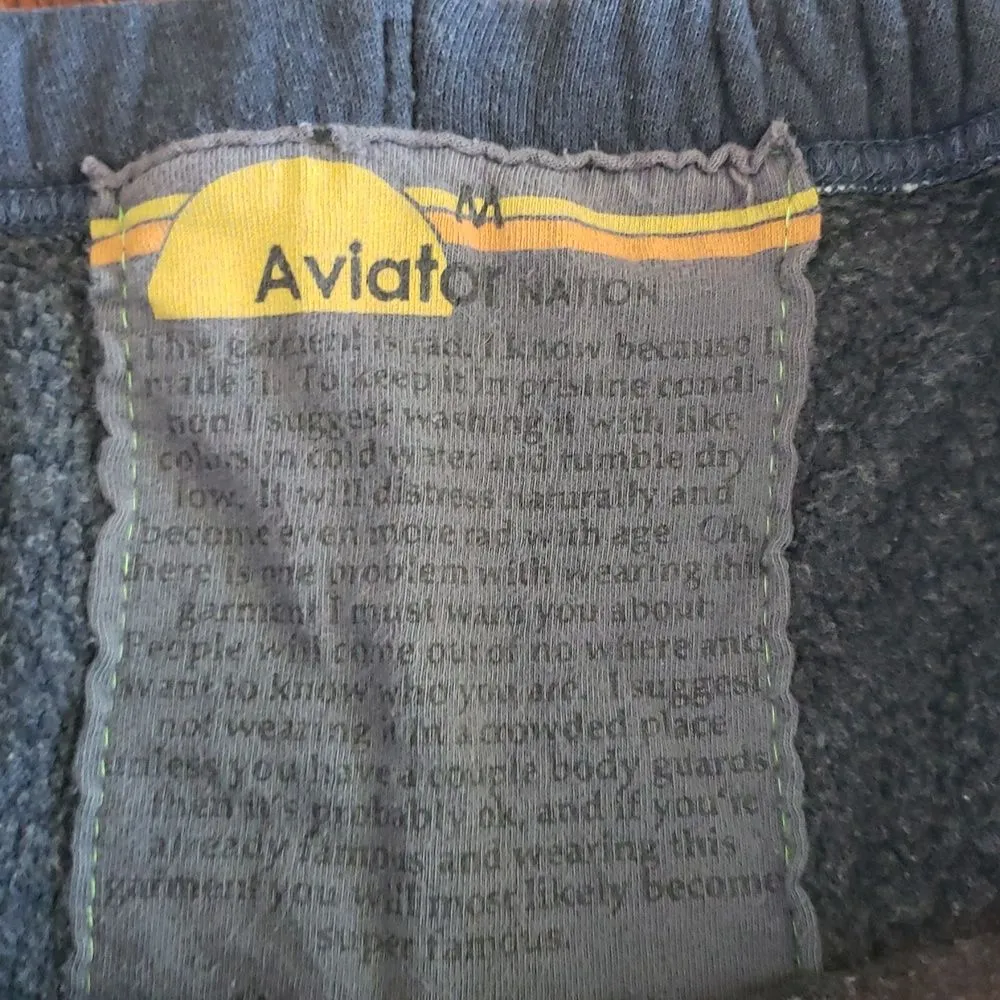 M
Aviator NATION
This garment is rad. I know because I
made it. To keep it in pristine condi-
tion I suggest washing it with like
colors in cold water and tumble dry
low. It will distress naturally and
become even more rad with age. Oh,
there is one problem with wearing this
garment I must warn you about.
People will come out of no where and
want to know who you are. I suggest
not wearing it in a crowded place
unless you have a couple body guards
then it's probably ok, and if you're
already famous and wearing this
garment you will most likely become
super famous.